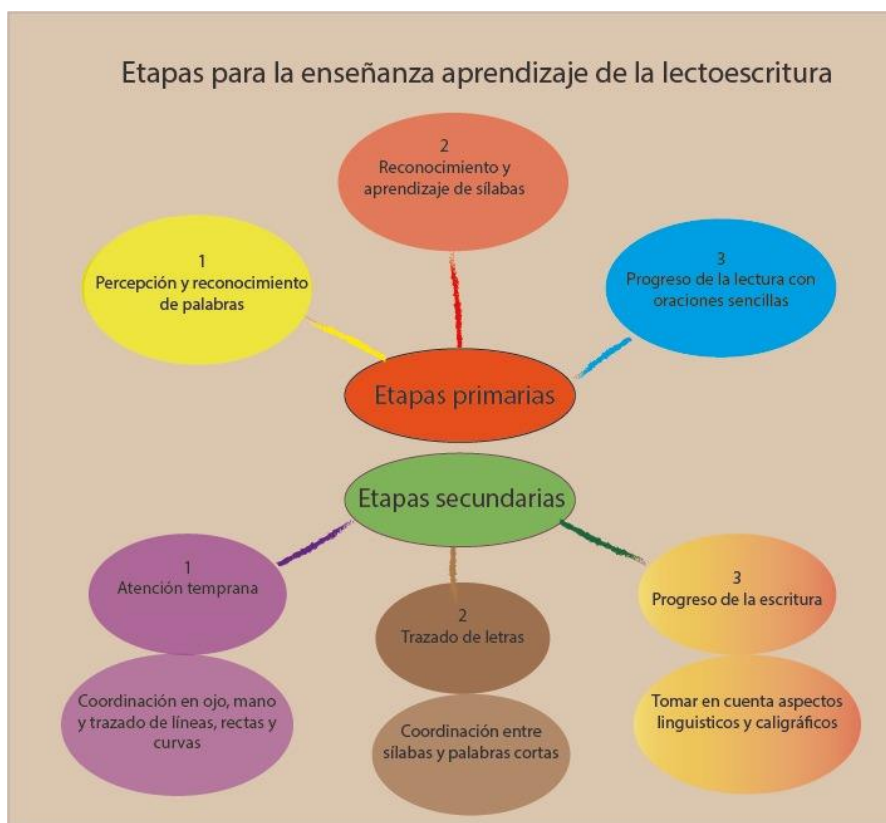 Etapas para la enseñanza aprendizaje de la lectoescritura
2
Reconocimiento y
aprendizaje de sílabas
1
Percepción y reconocimiento
de palabras
3
Progreso de la lectura con
oraciones sencillas
Etapas primarias
Etapas secundarias
1
Atención temprana
Coordinación en ojo, mano
y trazado de líneas, rectas y
curvas
2
Trazado de letras
Coordinación entre
sílabas y palabras cortas
3
Progreso de la escritura
Tomar en cuenta aspectos
linguisticos y caligráficos